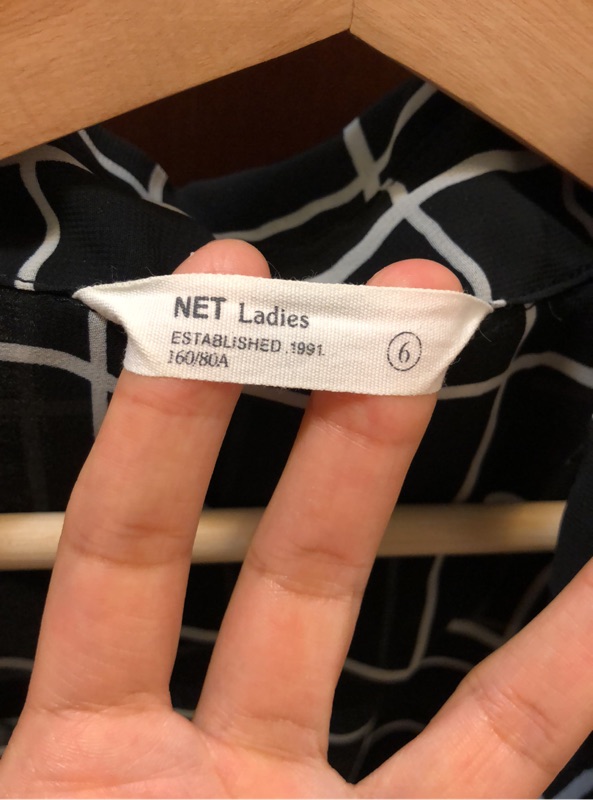 NET Ladies
ESTABLISHED .1991.
160/80A
6